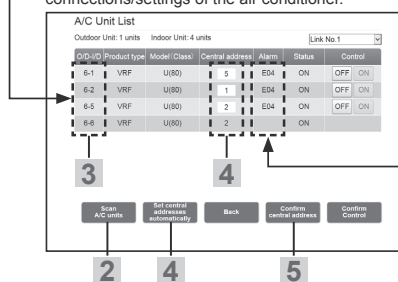 connections/settings of the air conditioner.
A/C Unit List
Outdoor Unit: 1 units Indoor Unit: 4 units Link No.1
O/D-I/D Product type Model(Class) Central address Alarm Status Control
6-1 VRF U(80) 5 E04 ON OFF ON
6-2 VRF U(80) 1 E04 ON OFF ON
6-5 VRF U(80) 2 E04 ON OFF ON
6-6 VRF U(80) 2 ON
3 4
Scan A/C units Set central addresses automatically Back Confirm central address Confirm Control
2 4 5